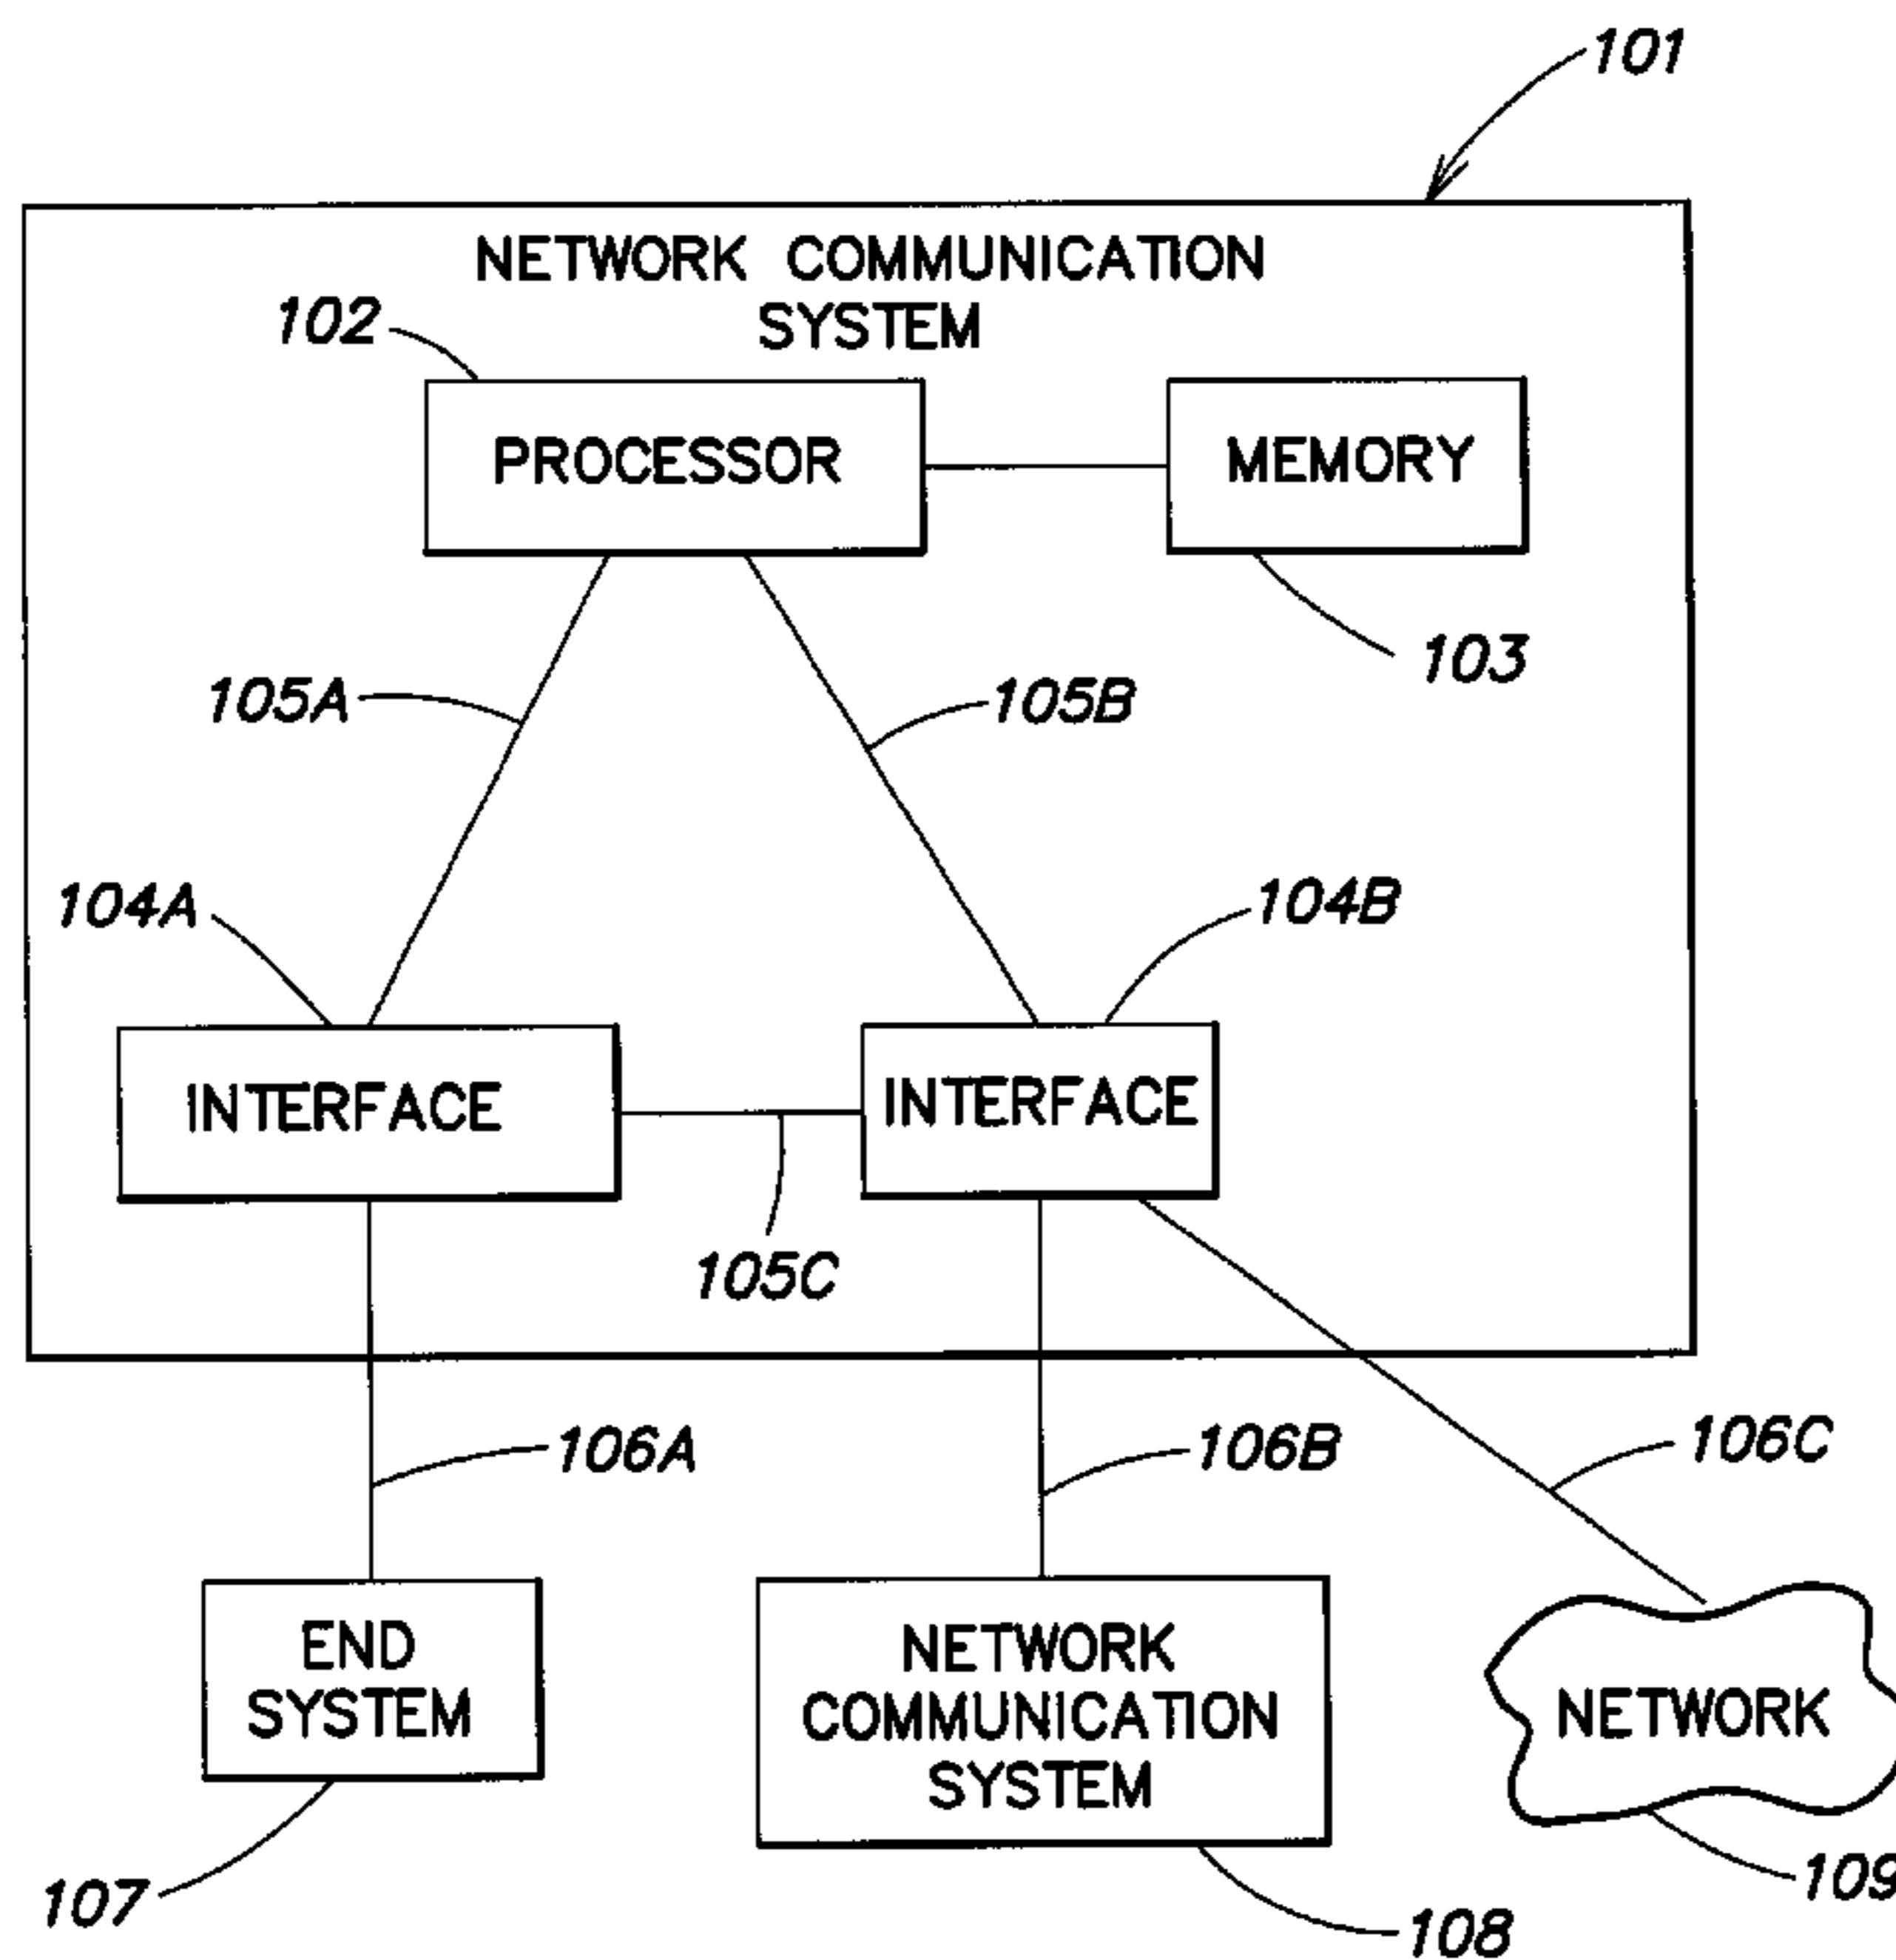 101
NETWORK COMMUNICATION
SYSTEM
102
PROCESSOR
MEMORY
103
105A
105B
104A
104B
INTERFACE
INTERFACE
105C
106A
106B
106C
END
SYSTEM
NETWORK
COMMUNICATION
SYSTEM
NETWORK
107
108
109